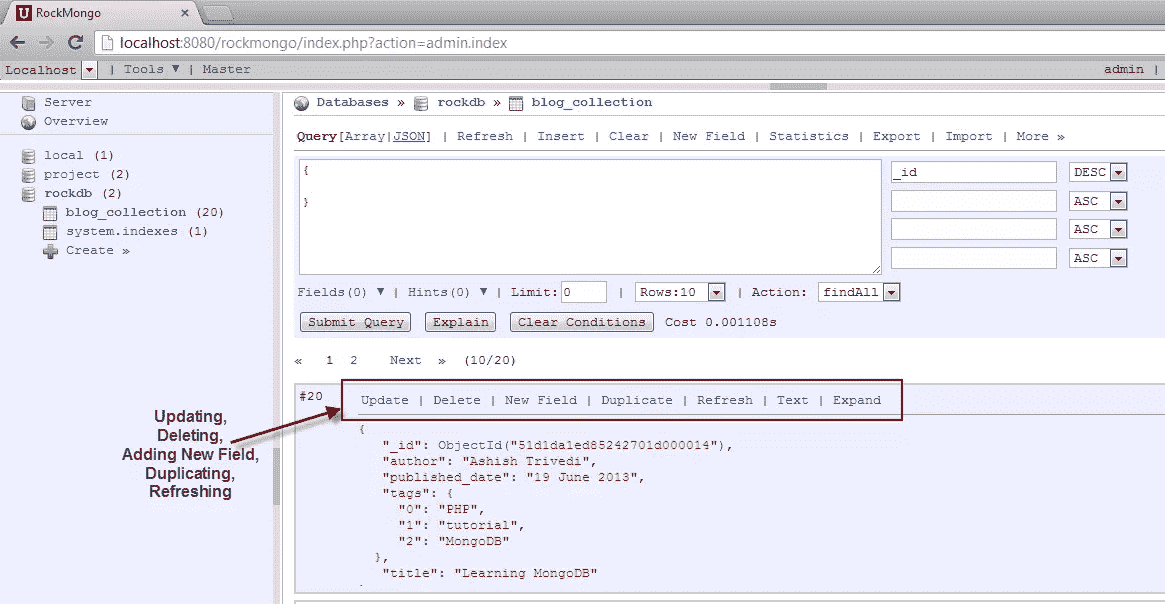 RockMongo
localhost:8080/rockmongo/index.php?action=admin.index
Localhost | Tools ▼ | Master admin |
Server
Overview
local (1)
project (2)
rockdb (2)
blog_collection (20)
system.indexes (1)
Create »
Databases » rockdb » blog_collection
Query[Array|JSON] | Refresh | Insert | Clear | New Field | Statistics | Export | Import | More »
{
}
_id DESC
ASC
ASC
ASC
Fields(0) ▼ | Hints(0) ▼ | Limit: 0 | Rows:10 | Action: findAll
Submit Query Explain Clear Conditions Cost 0.001108s
« 1 2 Next » (10/20)
#20 Update | Delete | New Field | Duplicate | Refresh | Text | Expand
Updating,
Deleting,
Adding New Field,
Duplicating,
Refreshing
{
"_id": ObjectId("51d1da1ed85242701d000014"),
"author": "Ashish Trivedi",
"published_date": "19 June 2013",
"tags": {
"0": "PHP",
"1": "tutorial",
"2": "MongoDB"
},
"title": "Learning MongoDB"